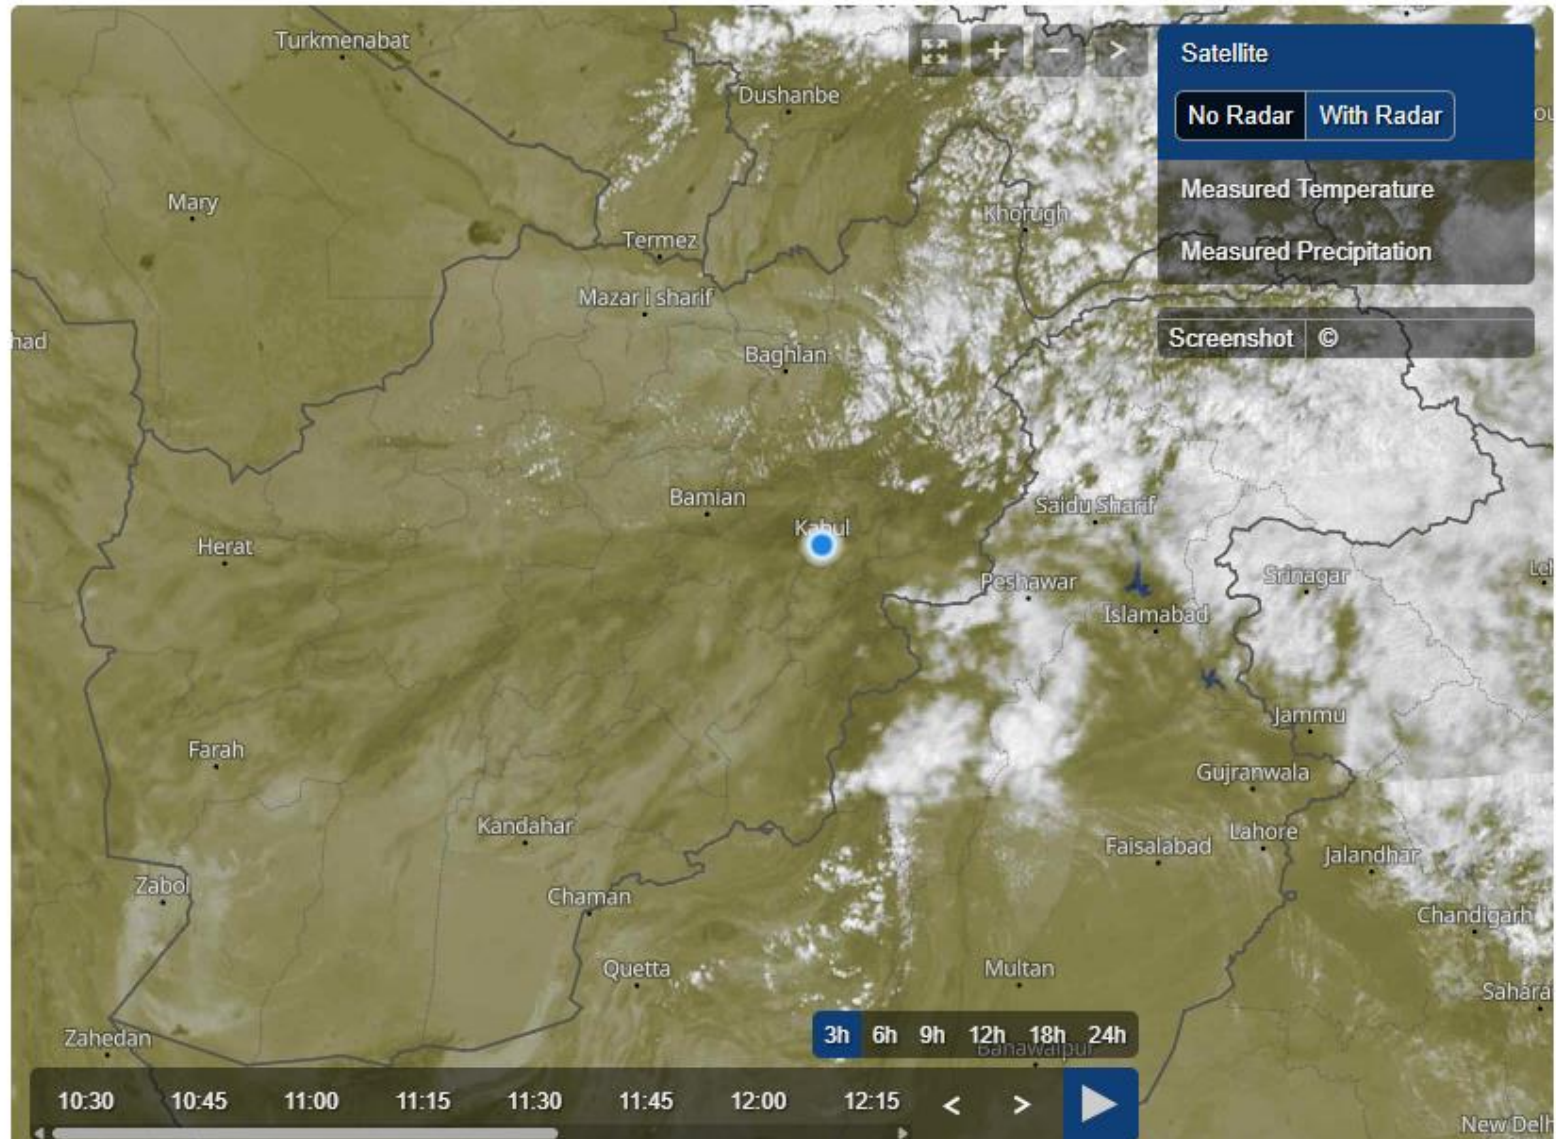 Turkmenabat
Satellite
Dushanbe
No Radar
With Radar
Mary
Measured Temperature
Khorugh
Termez
Measured Precipitation
Mazar i sharif
Screenshot
©
had
Baghlan
Bamian
Saidu Sharif
Kabul
Herat
Peshawar
Srinagar
Leh
Islamabad
Jammu
Farah
Gujranwala
Kandahar
Faisalabad
Lahore
Jalandhar
Zabol
Chaman
Chandigarh
Quetta
Multan
Sahara
3h
6h
9h
12h
18h
24h
Zahedan
Bahawalpur
10:30
10:45
11:00
11:15
11:30
11:45
12:00
12:15
New Delh